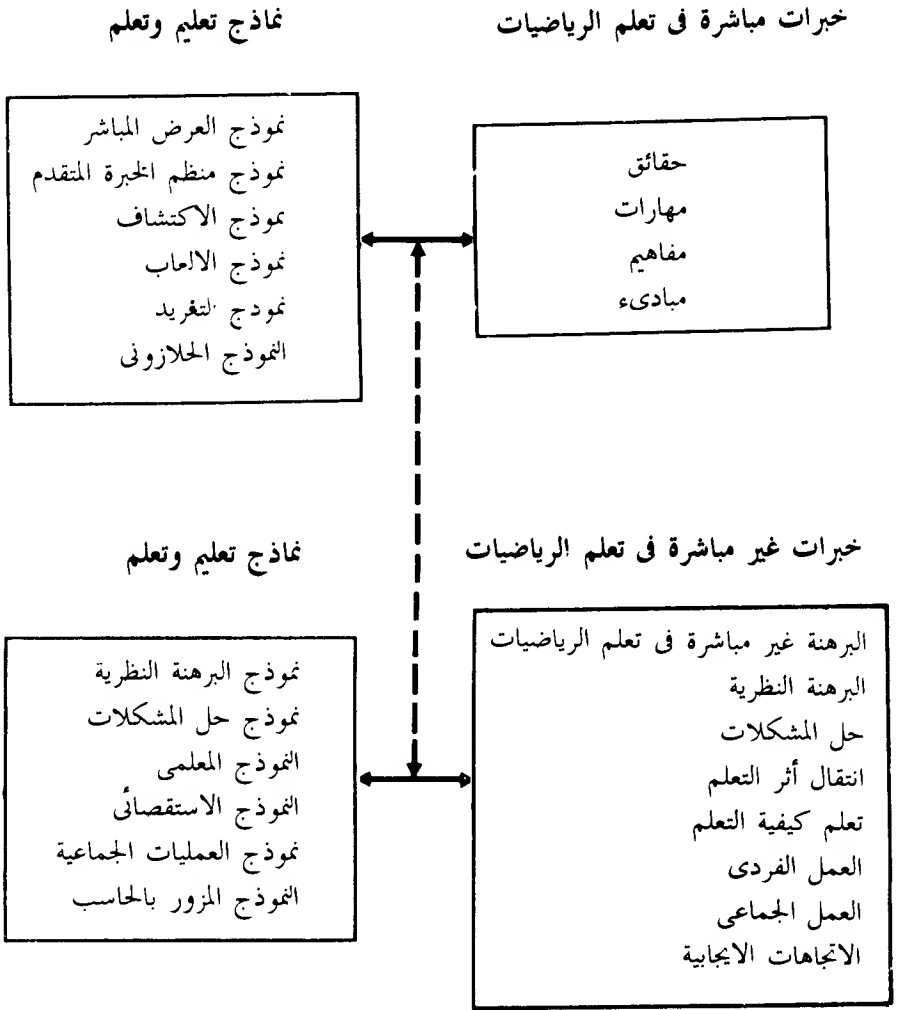 خبرات مباشرة فى تعلم الرياضيات
حقائق
مهارات
مفاهيم
مبادىء
نماذج تعليم وتعلم
نموذج العرض المباشر
نموذج منظم الخبرة المتقدم
نموذج الاكتشاف
نموذج الالعاب
نموذج التفريد
النموذج الحلازونى
خبرات غير مباشرة فى تعلم الرياضيات
البرهنة غير مباشرة فى تعلم الرياضيات
البرهنة النظرية
حل المشكلات
انتقال أثر التعلم
تعلم كيفية التعلم
العمل الفردى
العمل الجماعى
الاتجاهات الايجابية
نماذج تعليم وتعلم
نموذج البرهنة النظرية
نموذج حل المشكلات
النموذج المعلمى
النموذج الاستقصائى
نموذج العمليات الجماعية
النموذج المزور بالحاسب